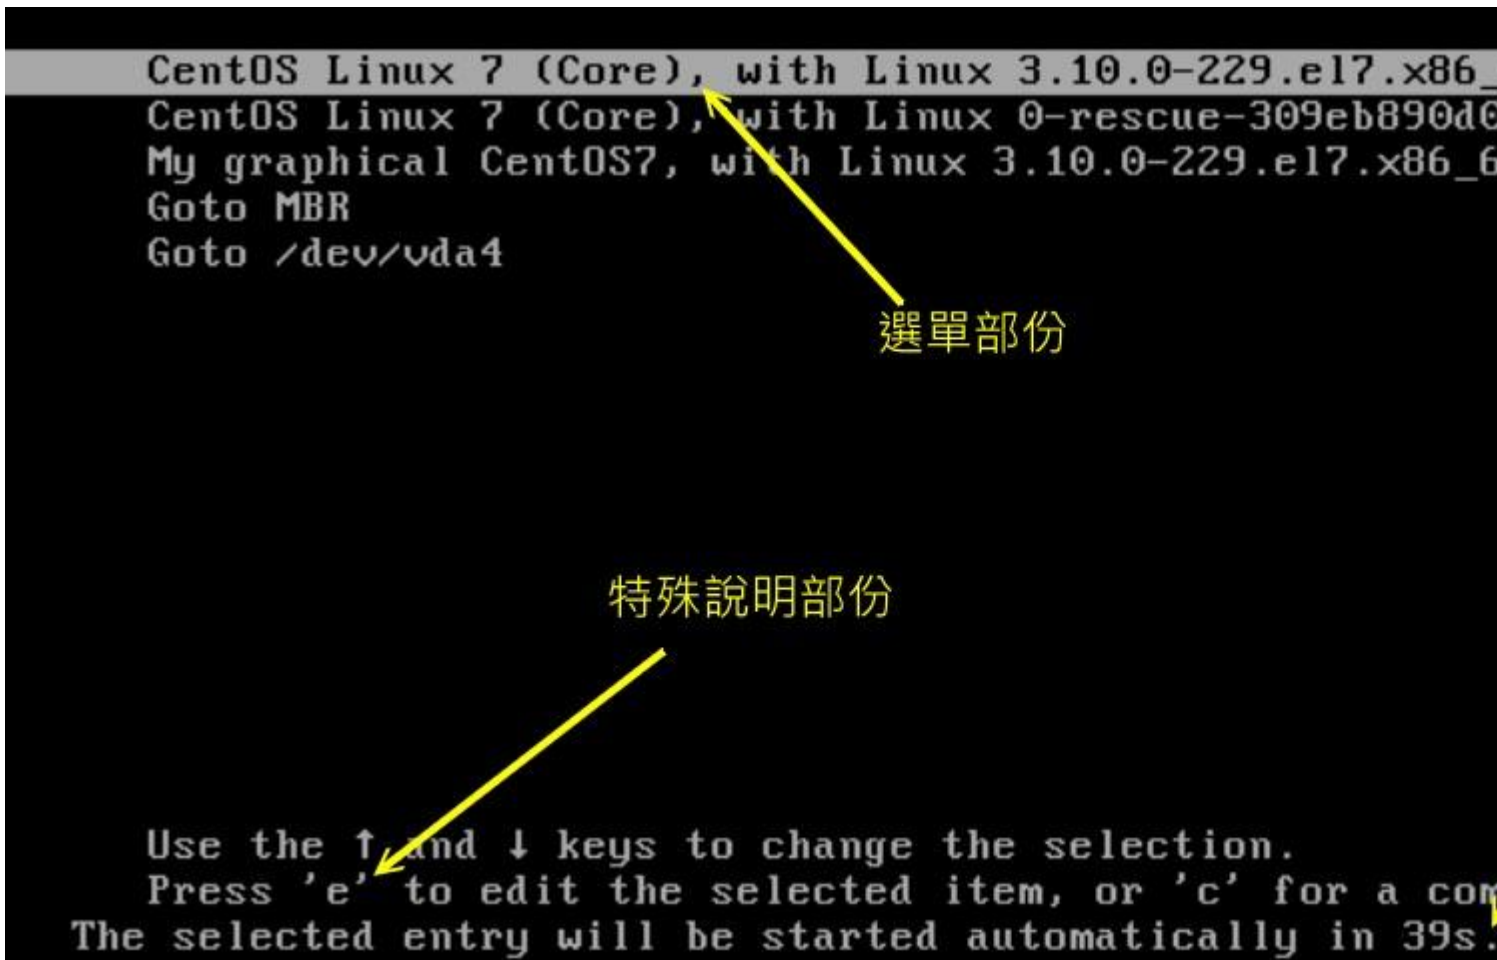 CentOS Linux 7 (Core), with Linux 3.10.0-229.el7.x86_
CentOS Linux 7 (Core), with Linux 0-rescue-309eb890d0
My graphical CentOS7, with Linux 3.10.0-229.el7.x86_6
Goto MBR
Goto /dev/vda4
選單部份
特殊說明部份
Use the ↑ and ↓ keys to change the selection.
Press 'e' to edit the selected item, or 'c' for a com
The selected entry will be started automatically in 39s.